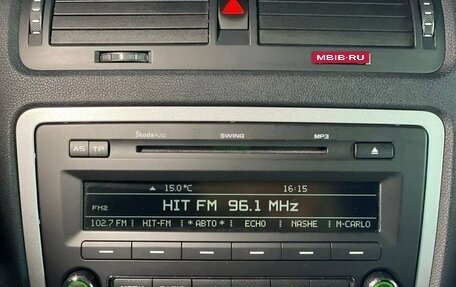 MBIB.RU
ŠkodaAuto SWING MP3
AS TP
15.0°C 16:15
HIT FM 96.1 MHz
FM2
102.7 FM HIT-FM *АВТО* ECHO NASHE M-CARLO